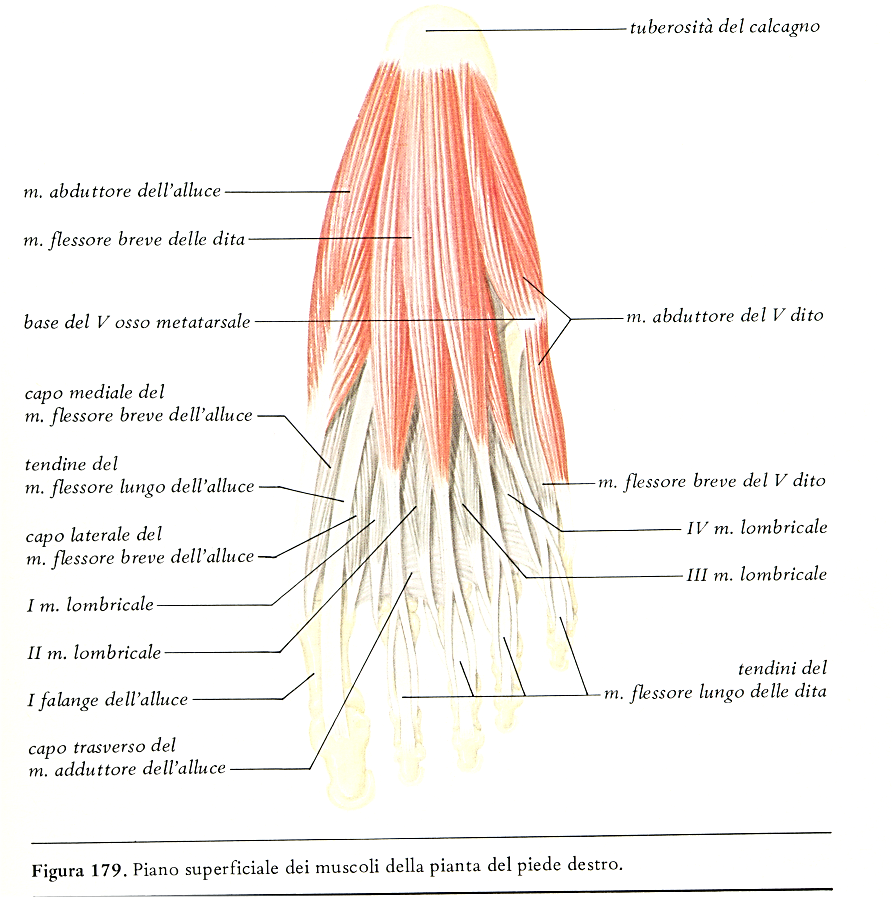 tuberosità del calcagno
m. abduttore dell'alluce
m. flessore breve delle dita
base del V osso metatarsale
m. abduttore del V dito
capo mediale del
m. flessore breve dell'alluce
tendine del
m. flessore lungo dell'alluce
m. flessore breve del V dito
capo laterale del
m. flessore breve dell'alluce
IV m. lombricale
III m. lombricale
I m. lombricale
II m. lombricale
tendini del
m. flessore lungo delle dita
I falange dell'alluce
capo trasverso del
m. adduttore dell'alluce
Figura 179. Piano superficiale dei muscoli della pianta del piede destro.